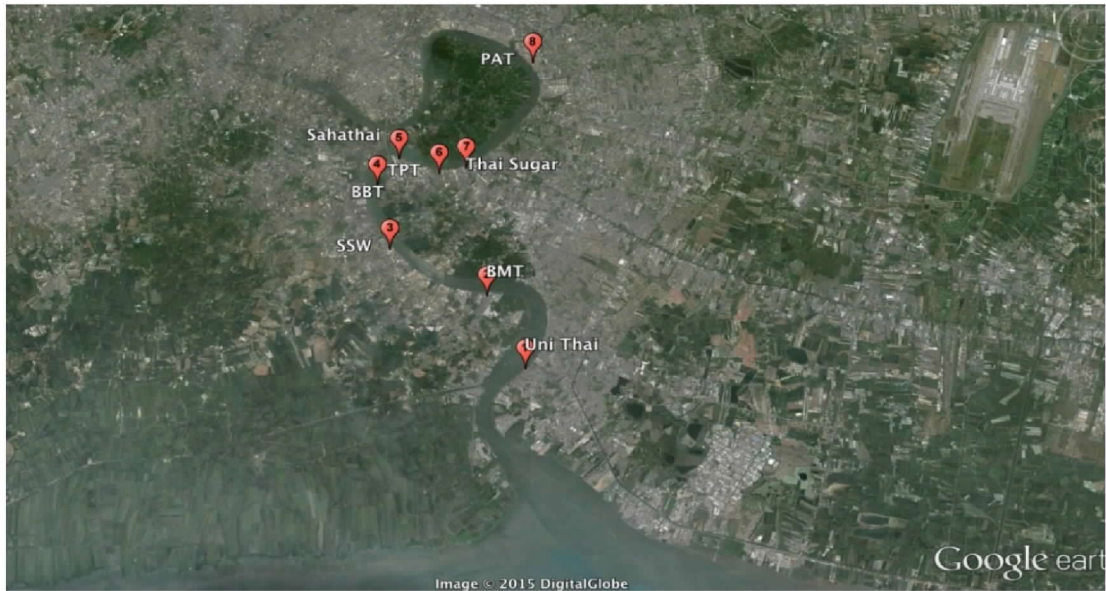 8
PAT
Sahathai
5
6
7
4
TPT
Thai Sugar
BBT
3
SSW
BMT
Uni Thai
Google eart
Image © 2015 DigitalGlobe